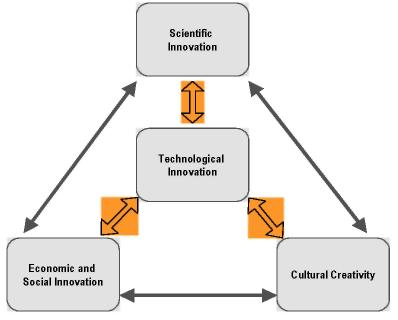 Scientific
Innovation
Technological
Innovation
Economic and
Social Innovation
Cultural Creativity